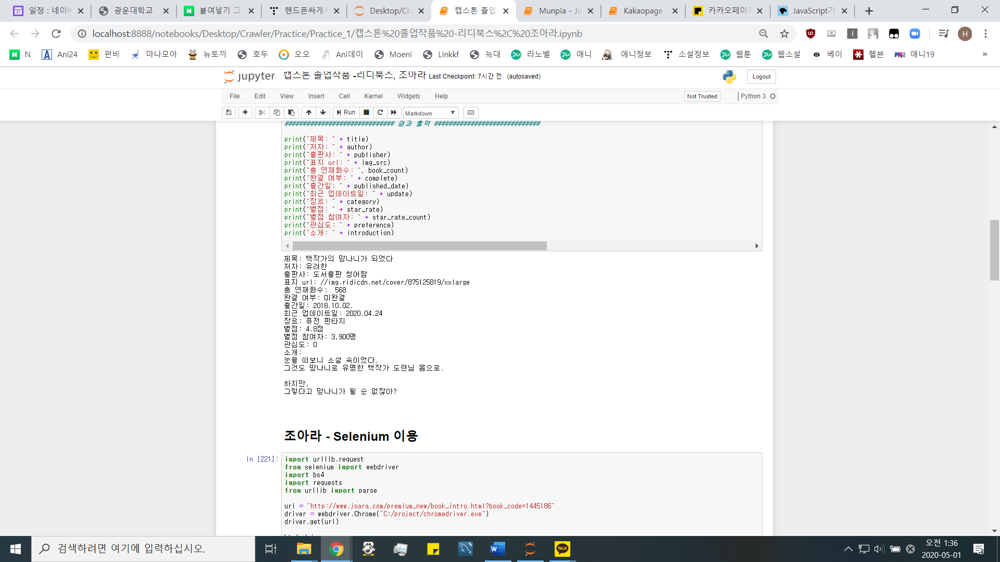 일정 : 네이버
광운대학교
붙여넣기 그
핸드폰싸게사
Desktop/Cra
캡스톤 졸업
Munpia - Ju
Kakaopage
카카오페이지
JavaScript가
localhost:8888/notebooks/Desktop/Crawler/Practice/Practice_1/캡스톤%20졸업작품%20-리디북스%2C%20조아라.ipynb
H
N Ani24 펀비 마나모아 뉴토끼 호두 오오 Ani데이 Moeni Linkkf 늑대 라노벨 애니 애니정보 소설정보 웹툰 웹소설 베이 헬븐 애니19 »
jupyter 캡스톤 졸업작품 -리디북스, 조아라 Last Checkpoint: 7시간 전 (autosaved) Logout
File Edit View Insert Cell Kernel Widgets Help Not Trusted Python 3
Run Markdown
############################## 결과 출력 #############################
print("제목: " + title)
print("저자: " + author)
print("출판사: " + publisher)
print("표지 url: " + img_src)
print("총 연재화수: ", book_count)
print("완결 여부: " + complete)
print("출간일: " + published_date)
print("최근 업데이트일: " + update)
print("장르: " + category)
print("별점: " + star_rate)
print("별점 참여자: " + star_rate_count)
print("관심도: " + preference)
print("소개: " + introduction)
제목: 백작가의 망나니가 되었다
저자: 유려한
출판사: 도서출판 청어람
표지 url: //img.ridicdn.net/cover/875125819/xxlarge
총 연재화수:  568
완결 여부: 미완결
출간일: 2018.10.02.
최근 업데이트일: 2020.04.24
장르: 퓨전 판타지
별점: 4.8점
별점 참여자: 3,900명
관심도: 0
소개:
눈을 떠보니 소설 속이었다.
그것도 망나니로 유명한 백작가 도련님 몸으로.
하지만,
그렇다고 망나니가 될 순 없잖아?
조아라 - Selenium 이용
In [221]:
import urllib.request
from selenium import webdriver
import bs4
import requests
from urllib import parse
url = "http://www.joara.com/premium_new/book_intro.html?book_code=1445186"
driver = webdriver.Chrome("C:/project/chromedriver.exe")
driver.get(url)
검색하려면 여기에 입력하십시오.
TALK
오전 1:36
2020-05-01